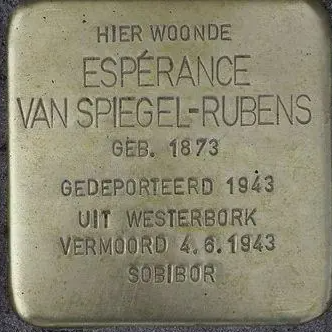 HIER WOONDE
ESPÉRANCE
VAN SPIEGEL-RUBENS
GEB. 1873
GEDEPORTEERD 1943
UIT WESTERBORK
VERMOORD 4.6.1943
SOBIBOR